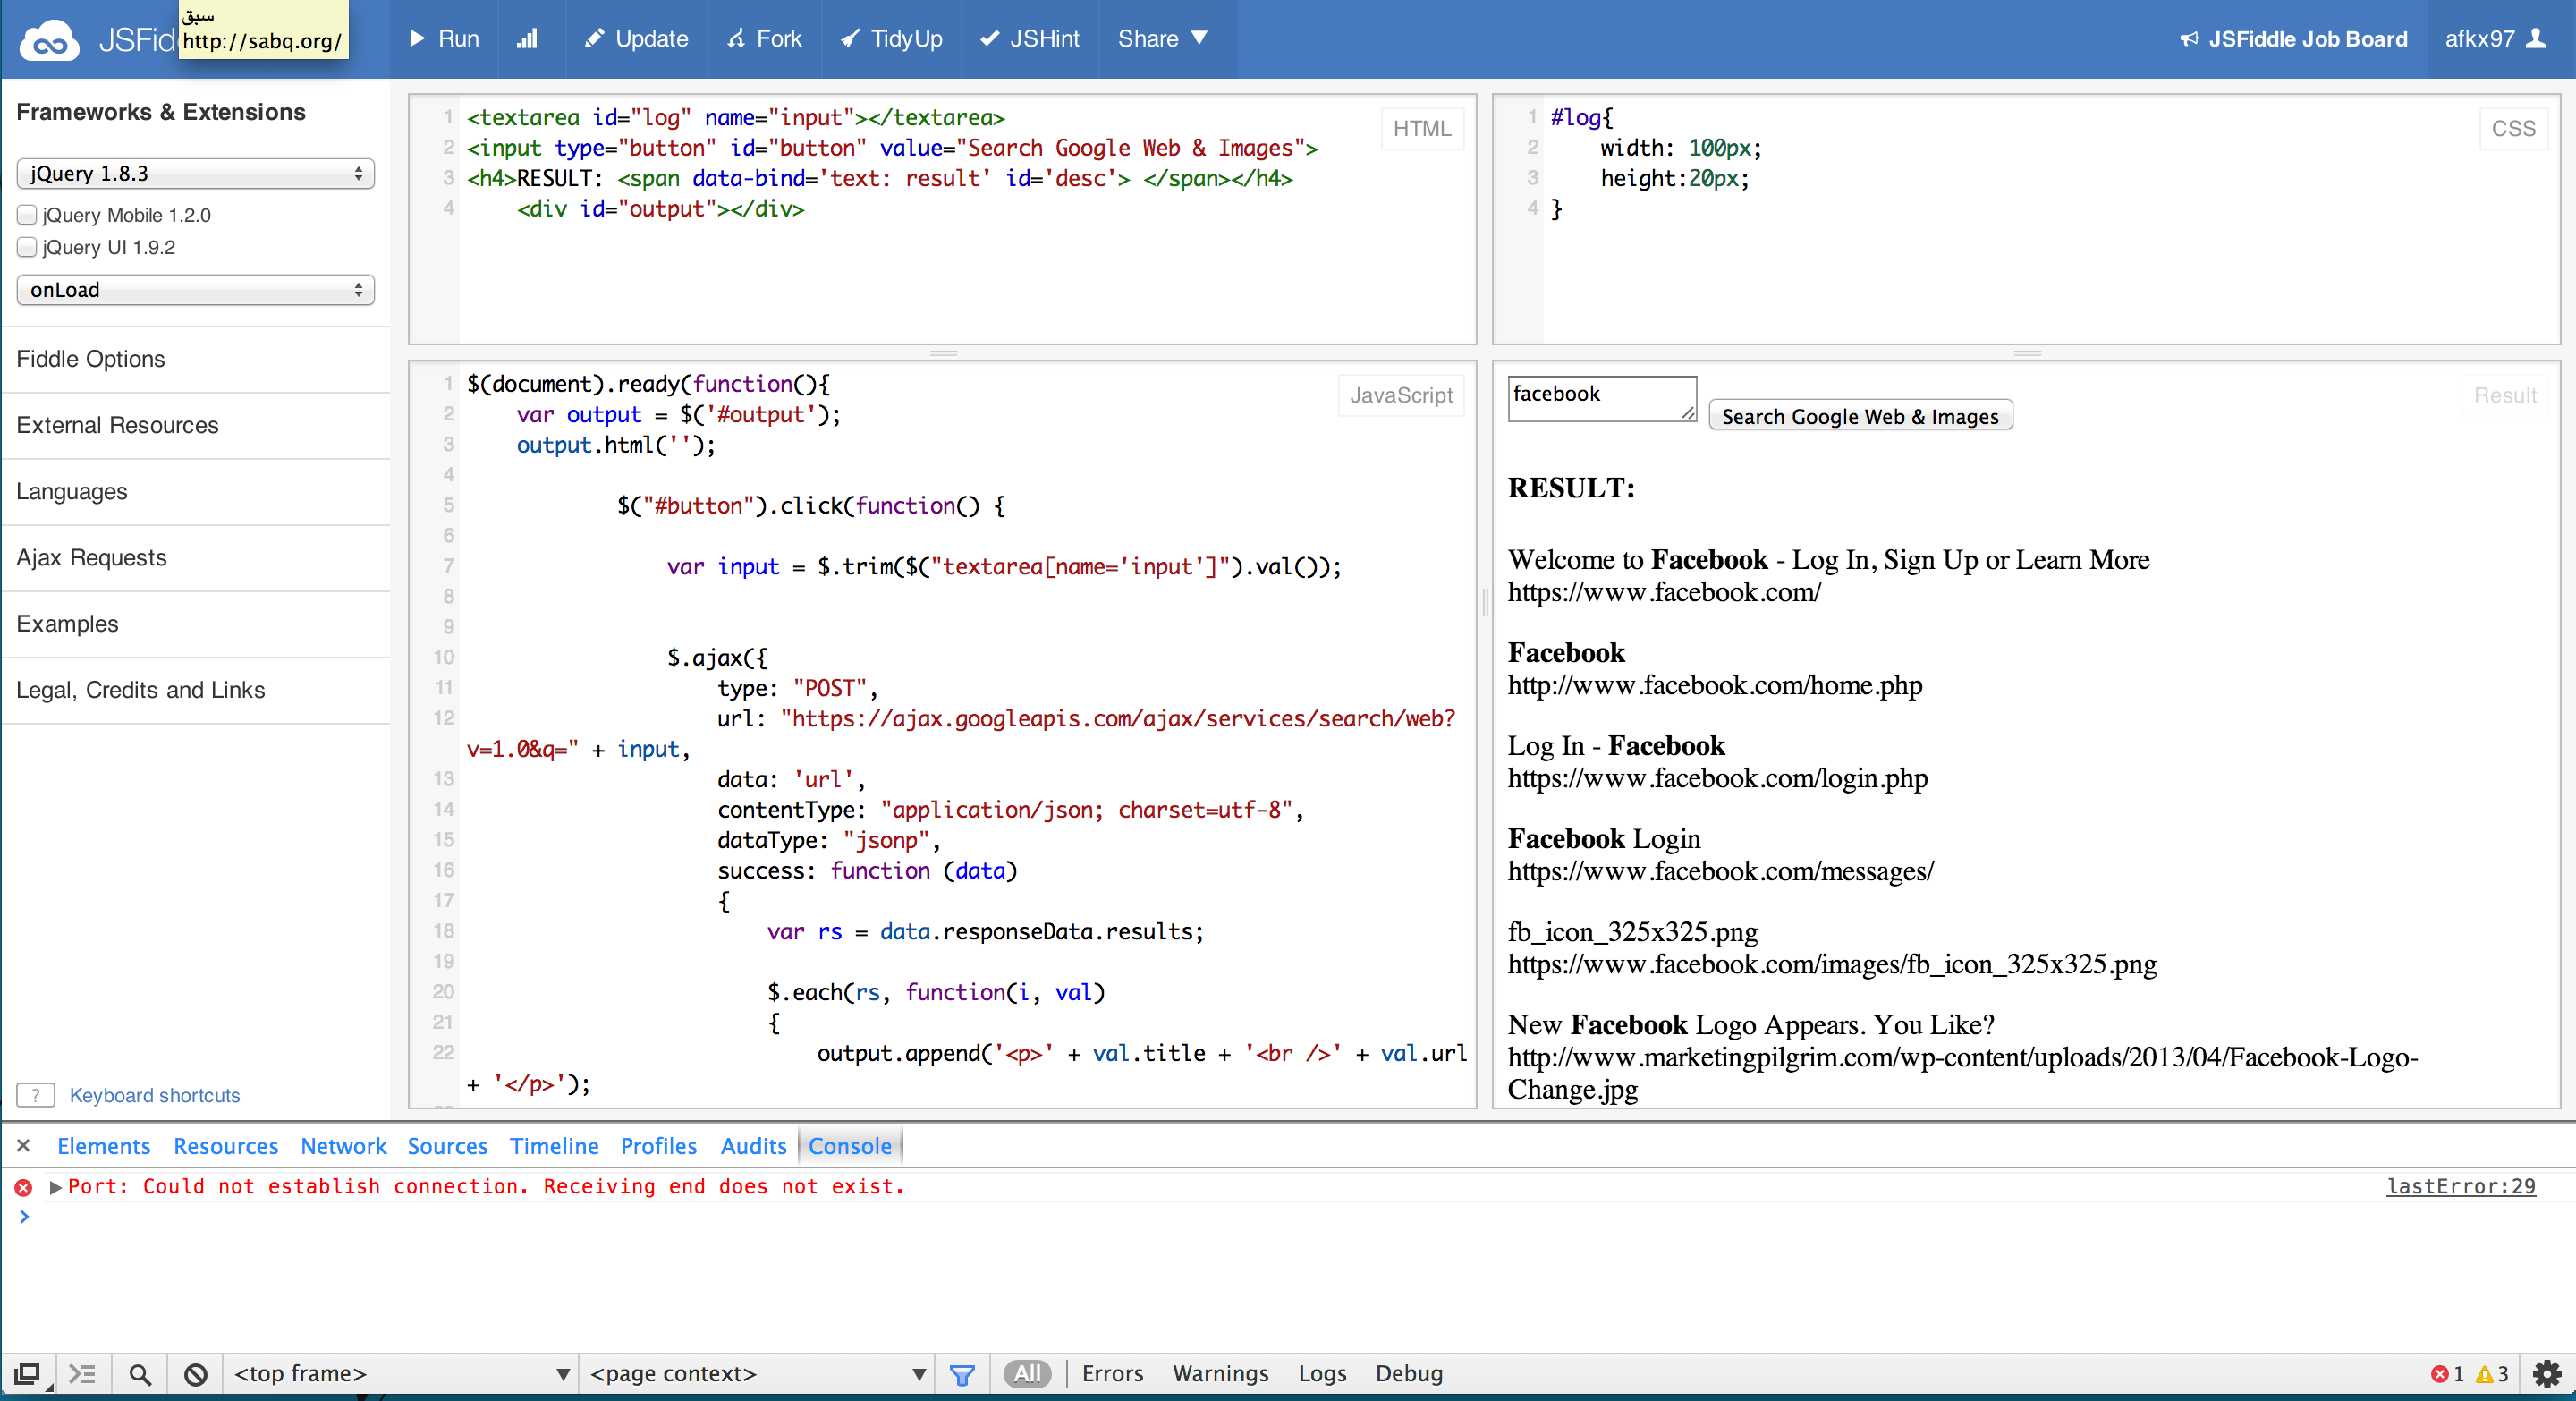 سبق
http://sabq.org/
Run
Update
Fork
TidyUp
JSHint
Share ▼
JSFiddle Job Board
afkx97
Frameworks & Extensions
jQuery 1.8.3
jQuery Mobile 1.2.0
jQuery UI 1.9.2
onLoad
Fiddle Options
External Resources
Languages
Ajax Requests
Examples
Legal, Credits and Links
? Keyboard shortcuts
HTML
1 <textarea id="log" name="input"></textarea>
2 <input type="button" id="button" value="Search Google Web & Images">
3 <h4>RESULT: <span data-bind='text: result' id='desc'> </span></h4>
4 <div id="output"></div>
CSS
1 #log{
2 width: 100px;
3 height:20px;
4 }
JavaScript
1 $(document).ready(function(){
2 var output = $('#output');
3 output.html('');
4
5 $("#button").click(function() {
6
7 var input = $.trim($("textarea[name='input']").val());
8
9
10 $.ajax({
11 type: "POST",
12 url: "https://ajax.googleapis.com/ajax/services/search/web?
v=1.0&q=" + input,
13 data: 'url',
14 contentType: "application/json; charset=utf-8",
15 dataType: "jsonp",
16 success: function (data)
17 {
18 var rs = data.responseData.results;
19
20 $.each(rs, function(i, val)
21 {
22 output.append('<p>' + val.title + '<br />' + val.url
+ '</p>');
Result
facebook
Search Google Web & Images
RESULT:
Welcome to Facebook - Log In, Sign Up or Learn More
https://www.facebook.com/
Facebook
http://www.facebook.com/home.php
Log In - Facebook
https://www.facebook.com/login.php
Facebook Login
https://www.facebook.com/messages/
fb_icon_325x325.png
https://www.facebook.com/images/fb_icon_325x325.png
New Facebook Logo Appears. You Like?
http://www.marketingpilgrim.com/wp-content/uploads/2013/04/Facebook-Logo-
Change.jpg
Elements Resources Network Sources Timeline Profiles Audits Console
Port: Could not establish connection. Receiving end does not exist. lastError:29
<top frame> <page context> All Errors Warnings Logs Debug 1 3